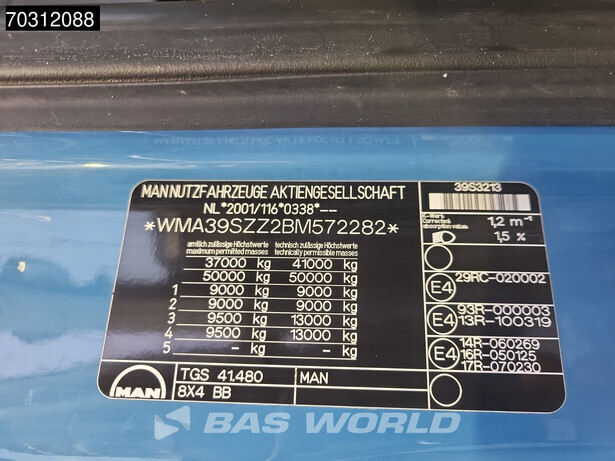 70312088
MAN NUTZFAHRZEUGE AKTIENGESELLSCHAFT
NL*2001/116*0338*--
*WMA39SZZ2BM572282*
amtlich zulässige Höchstwerte
maximum permitted masses
technisch zulässige Höchstwerte
technically permissible masses
37000 kg 41000 kg
50000 kg 50000 kg
1 9000 kg 9000 kg
2 9000 kg 9000 kg
3 9500 kg 13000 kg
4 9500 kg 13000 kg
5 - kg - kg
TGS 41.480 MAN
8X4 BB
MAN
39S3213
K-Wert
Corrected
absorption value:
1,2 m-1
1,5 %
E4 29RC-020002
E4 93R-000003
13R-100319
E4 14R-060269
16R-050125
17R-070230
BAS WORLD